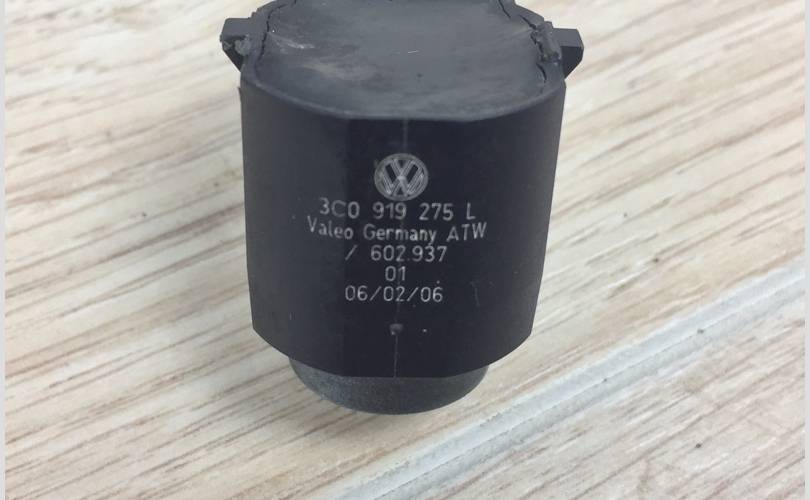 3C0 919 275 L
Valeo Germany ATW
/ 602.937
01
06/02/06